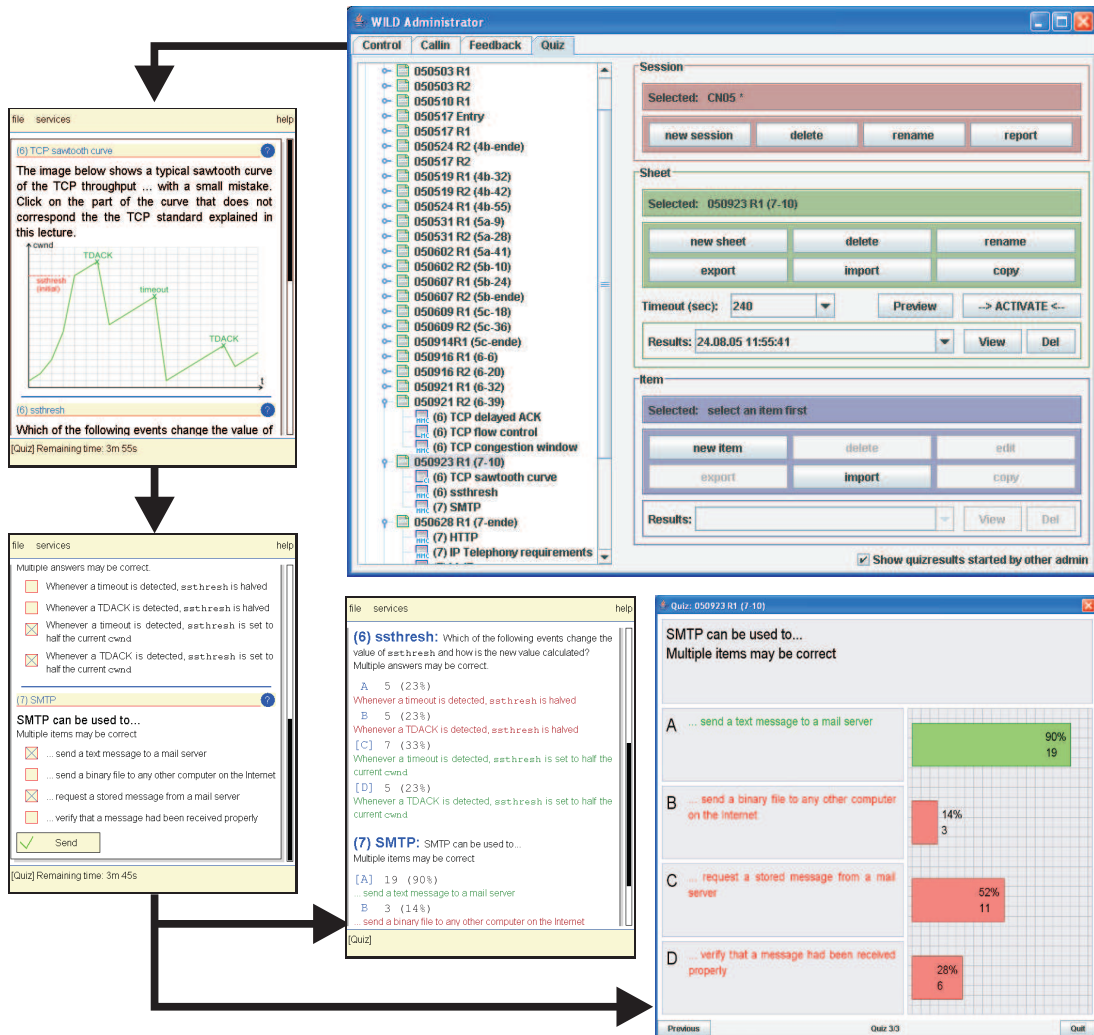 WILD Administrator
Control Callin Feedback Quiz
050503 R1
050503 R2
050510 R1
050517 Entry
050517 R1
050524 R2 (4b-ende)
050517 R2
050519 R1 (4b-32)
050519 R2 (4b-42)
050524 R1 (4b-55)
050531 R1 (5a-9)
050531 R2 (5a-28)
050602 R1 (5a-41)
050602 R2 (5b-10)
050607 R1 (5b-24)
050607 R2 (5b-ende)
050609 R1 (5c-18)
050609 R2 (5c-36)
050914R1 (5c-ende)
050916 R1 (6-6)
050916 R2 (6-20)
050921 R1 (6-32)
050921 R2 (6-39)
(6) TCP delayed ACK
(6) TCP flow control
(6) TCP congestion window
050923 R1 (7-10)
(6) TCP sawtooth curve
(6) ssthresh
(7) SMTP
050628 R1 (7-ende)
(7) HTTP
(7) IP Telephony requirements
Session
Selected: CN05 *
new session delete rename report
Sheet
Selected: 050923 R1 (7-10)
new sheet delete rename
export import copy
Timeout (sec): 240 Preview --> ACTIVATE <--
Results: 24.08.05 11:55:41 View Del
Item
Selected: select an item first
new item delete edit
export import copy
Results: View Del
Show quizresults started by other admin
file services help
(6) TCP sawtooth curve ?
The image below shows a typical sawtooth curve
of the TCP throughput ... with a small mistake.
Click on the part of the curve that does not
correspond the the TCP standard explained in
this lecture.
cwnd
TDACK
ssthresh
(initial)
timeout
TDACK
t
(6) ssthresh ?
Which of the following events change the value of
[Quiz] Remaining time: 3m 55s
file services help
Multiple answers may be correct.
Whenever a timeout is detected, ssthresh is halved
Whenever a TDACK is detected, ssthresh is halved
Whenever a timeout is detected, ssthresh is set to
half the current cwnd
Whenever a TDACK is detected, ssthresh is set to
half the current cwnd
(7) SMTP ?
SMTP can be used to...
Multiple items may be correct
... send a text message to a mail server
... send a binary file to any other computer on the Internet
... request a stored message from a mail server
... verify that a message had been received properly
Send
[Quiz] Remaining time: 3m 45s
file services help
(6) ssthresh: Which of the following events change the
value of ssthresh and how is the new value calculated?
Multiple answers may be correct.
A 5 (23%)
Whenever a timeout is detected, ssthresh is halved
B 5 (23%)
Whenever a TDACK is detected, ssthresh is halved
[C] 7 (33%)
Whenever a timeout is detected, ssthresh is set to half the
current cwnd
[D] 5 (23%)
Whenever a TDACK is detected, ssthresh is set to half the
current cwnd
(7) SMTP: SMTP can be used to...
Multiple items may be correct
[A] 19 (90%)
... send a text message to a mail server
B 3 (14%)
... send a binary file to any other computer on the Internet
[Quiz]
Quiz: 050923 R1 (7-10)
SMTP can be used to...
Multiple items may be correct
A ... send a text message to a mail server
90%
19
B ... send a binary file to any other computer
on the Internet
14%
3
C ... request a stored message from a mail
server
52%
11
D ... verify that a message had been received
properly
28%
6
Previous Quiz 3/3 Quit